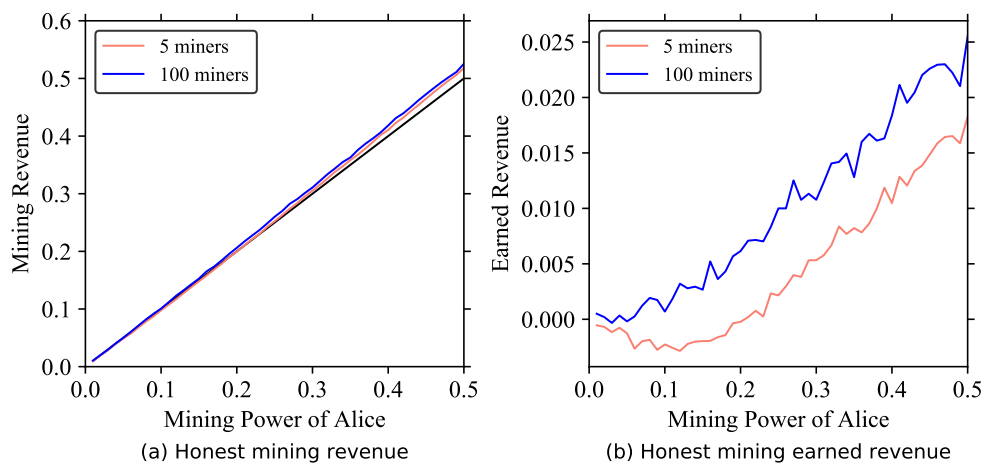 0.6
0.5
0.4
0.3
0.2
0.1
0.0
Mining Revenue
5 miners
100 miners
0.0 0.1 0.2 0.3 0.4 0.5
Mining Power of Alice
(a) Honest mining revenue
0.025
0.020
0.015
0.010
0.005
0.000
Earned Revenue
5 miners
100 miners
0.0 0.1 0.2 0.3 0.4 0.5
Mining Power of Alice
(b) Honest mining earned revenue